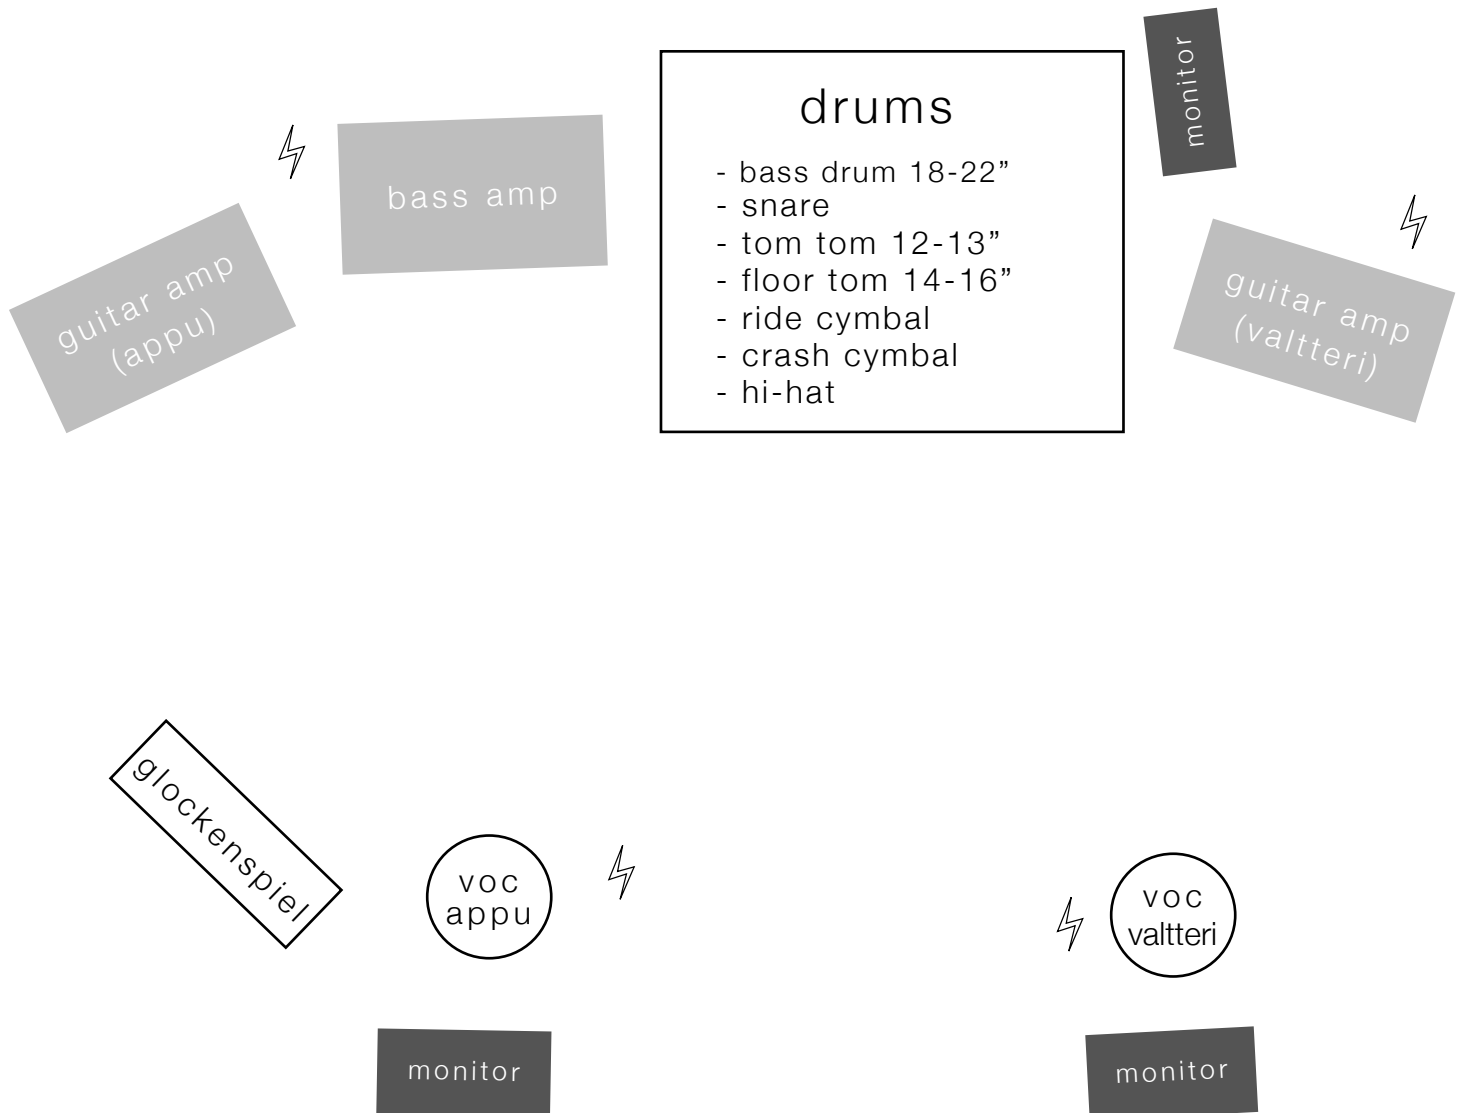 monitor
drums
- bass drum 18-22”
- snare
- tom tom 12-13”
- floor tom 14-16”
- ride cymbal
- crash cymbal
- hi-hat
bass amp
guitar amp
(appu)
guitar amp
(valtteri)
glockenspiel
voc
appu
voc
valtteri
monitor
monitor